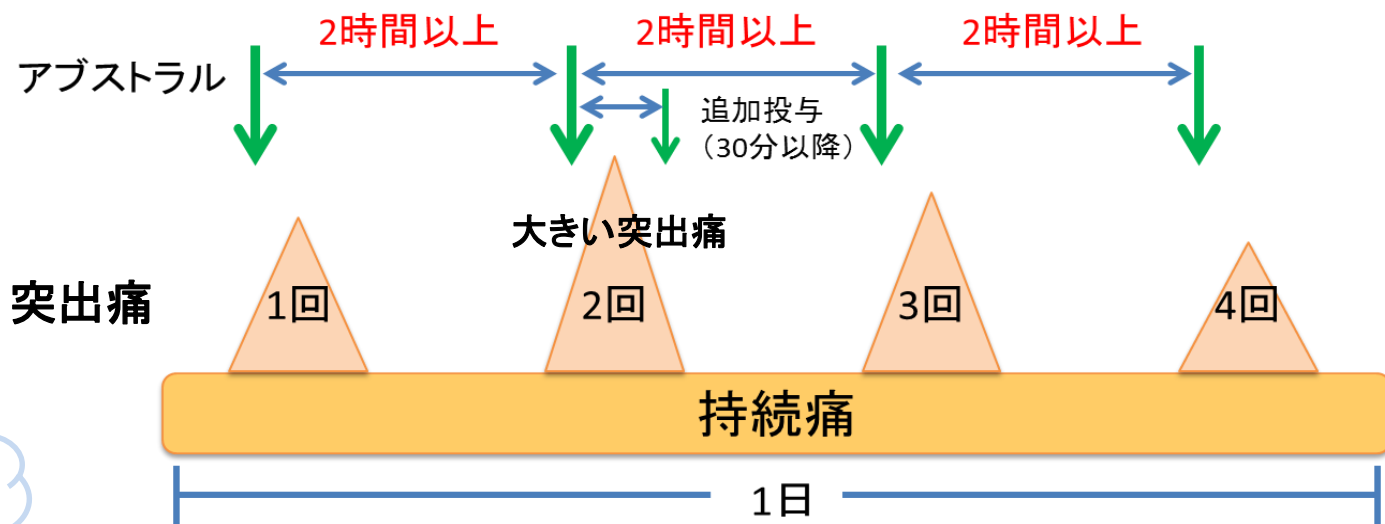 2時間以上
2時間以上
2時間以上
アブストラル
追加投与
（30分以降）
大きい突出痛
突出痛
1回
2回
3回
4回
持続痛
1日